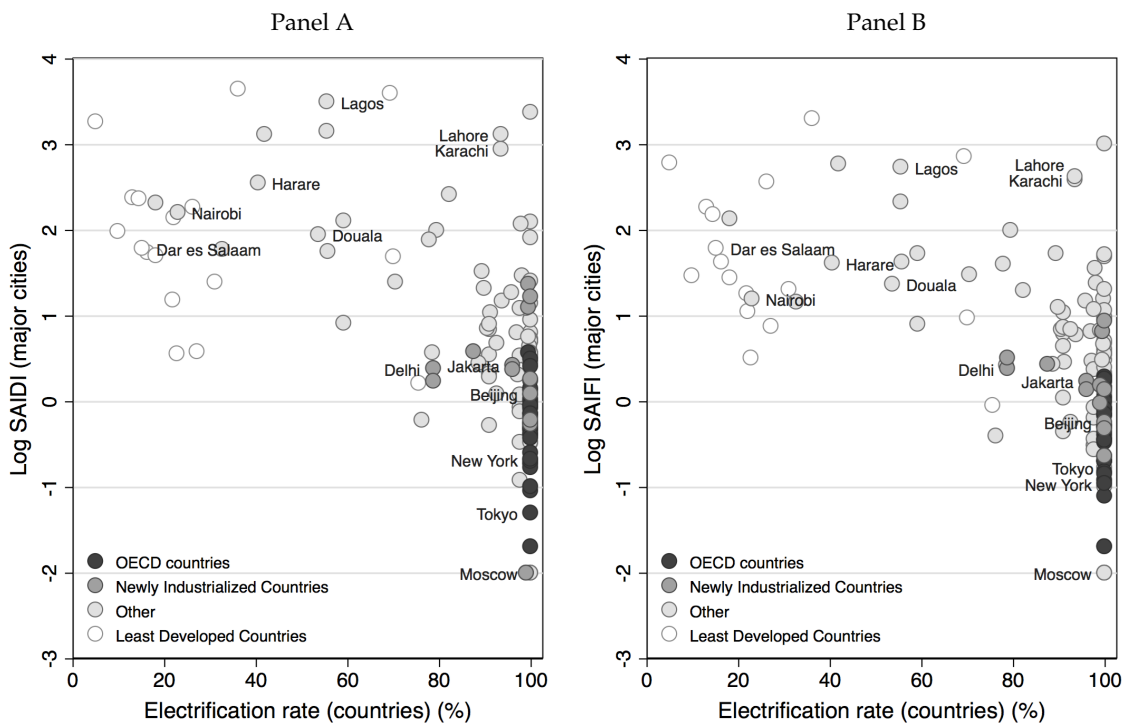 Panel A
Log SAIDI (major cities)
4
3
2
1
0
-1
-2
-3
Lagos
Lahore
Karachi
Harare
Nairobi
Douala
Dar es Salaam
Delhi
Jakarta
Beijing
New York
Tokyo
Moscow
OECD countries
Newly Industrialized Countries
Other
Least Developed Countries
0 20 40 60 80 100
Electrification rate (countries) (%)
Panel B
Log SAIFI (major cities)
4
3
2
1
0
-1
-2
-3
Lagos
Lahore
Karachi
Dar es Salaam
Harare
Douala
Nairobi
Delhi
Jakarta
Beijing
Tokyo
New York
Moscow
OECD countries
Newly Industrialized Countries
Other
Least Developed Countries
0 20 40 60 80 100
Electrification rate (countries) (%)